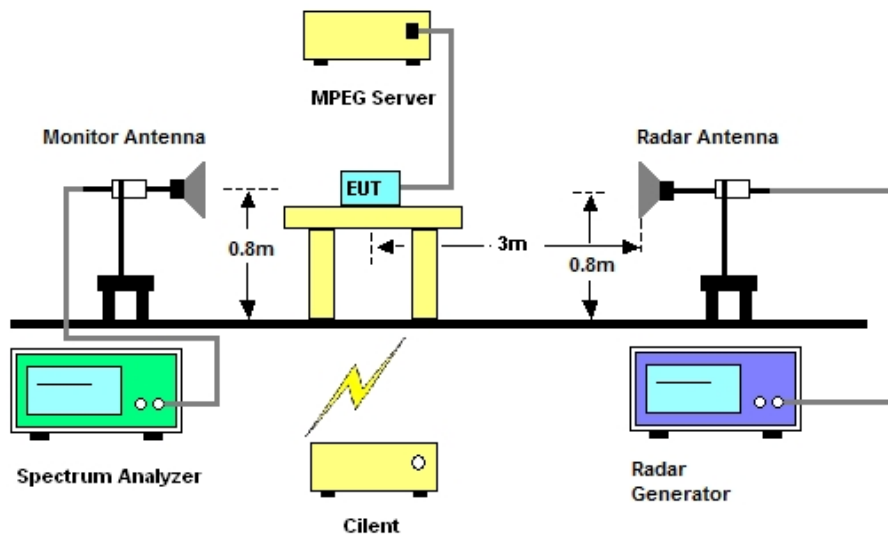 MPEG Server
Monitor Antenna
Radar Antenna
EUT
0.8m
3m
0.8m
Spectrum Analyzer
Cilent
Radar
Generator